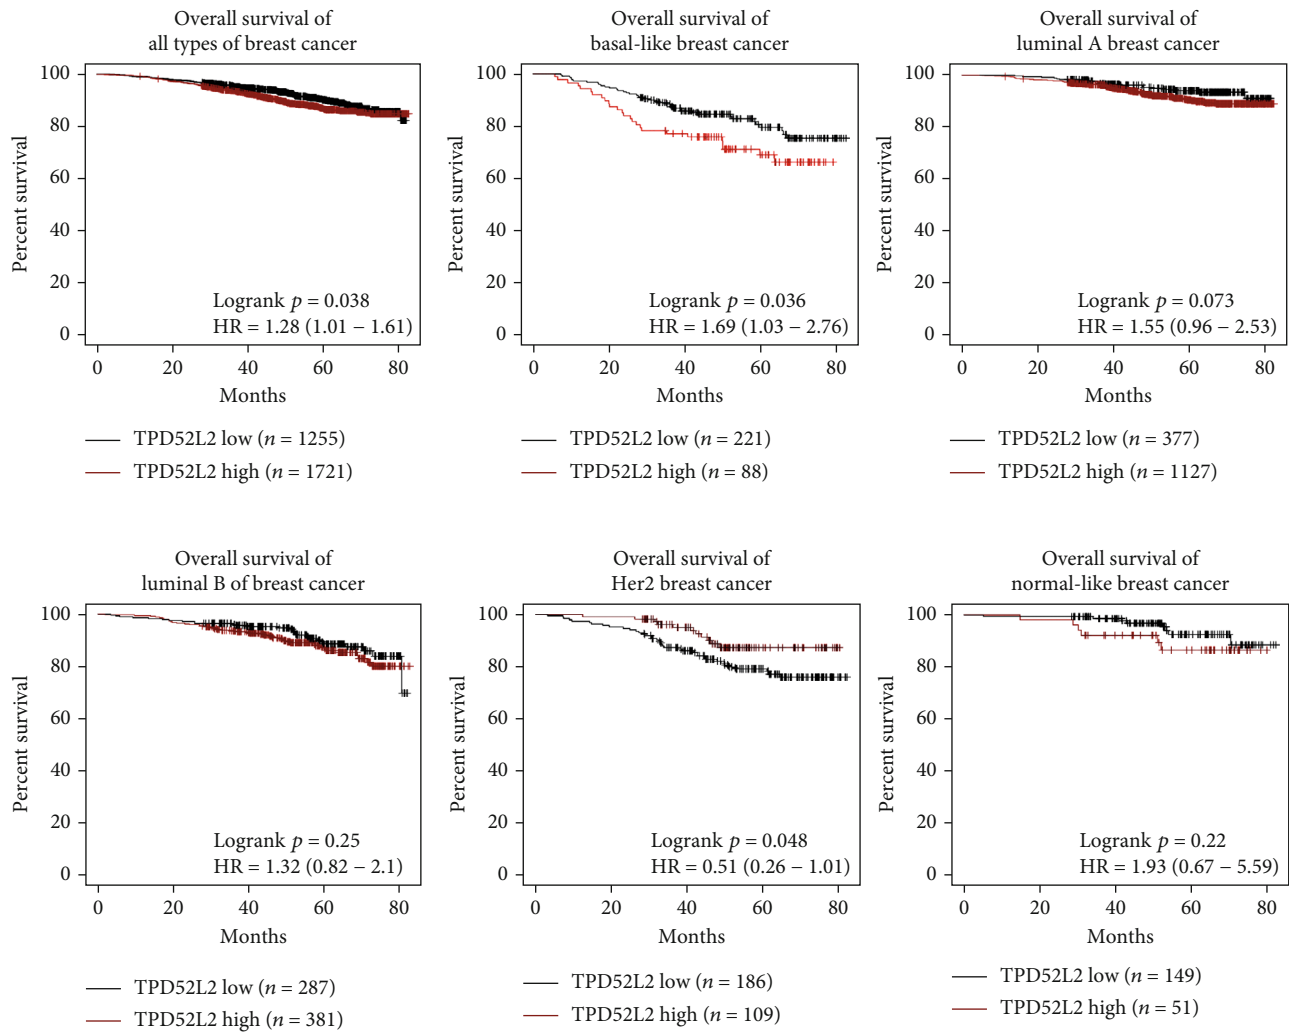 Overall survival of
all types of breast cancer
Percent survival
100
80
60
40
20
0
Logrank p = 0.038
HR = 1.28 (1.01 − 1.61)
0 20 40 60 80
Months
TPD52L2 low (n = 1255)
TPD52L2 high (n = 1721)
Overall survival of
basal-like breast cancer
Percent survival
100
80
60
40
20
0
Logrank p = 0.036
HR = 1.69 (1.03 − 2.76)
0 20 40 60 80
Months
TPD52L2 low (n = 221)
TPD52L2 high (n = 88)
Overall survival of
luminal A breast cancer
Percent survival
100
80
60
40
20
0
Logrank p = 0.073
HR = 1.55 (0.96 − 2.53)
0 20 40 60 80
Months
TPD52L2 low (n = 377)
TPD52L2 high (n = 1127)
Overall survival of
luminal B of breast cancer
Percent survival
100
80
60
40
20
0
Logrank p = 0.25
HR = 1.32 (0.82 − 2.1)
0 20 40 60 80
Months
TPD52L2 low (n = 287)
TPD52L2 high (n = 381)
Overall survival of
Her2 breast cancer
Percent survival
100
80
60
40
20
0
Logrank p = 0.048
HR = 0.51 (0.26 − 1.01)
0 20 40 60 80
Months
TPD52L2 low (n = 186)
TPD52L2 high (n = 109)
Overall survival of
normal-like breast cancer
Percent survival
100
80
60
40
20
0
Logrank p = 0.22
HR = 1.93 (0.67 − 5.59)
0 20 40 60 80
Months
TPD52L2 low (n = 149)
TPD52L2 high (n = 51)